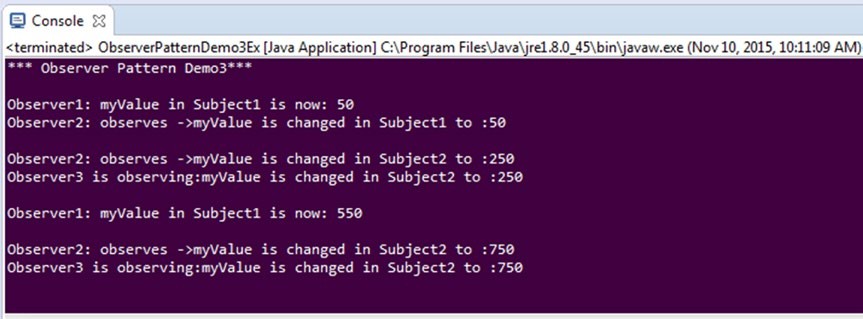 Console
<terminated> ObserverPatternDemo3Ex [Java Application] C:\Program Files\Java\jre1.8.0_45\bin\javaw.exe (Nov 10, 2015, 10:11:09 AM)
*** Observer Pattern Demo3***
Observer1: myValue in Subject1 is now: 50
Observer2: observes ->myValue is changed in Subject1 to :50
Observer2: observes ->myValue is changed in Subject2 to :250
Observer3 is observing:myValue is changed in Subject2 to :250
Observer1: myValue in Subject1 is now: 550
Observer2: observes ->myValue is changed in Subject2 to :750
Observer3 is observing:myValue is changed in Subject2 to :750